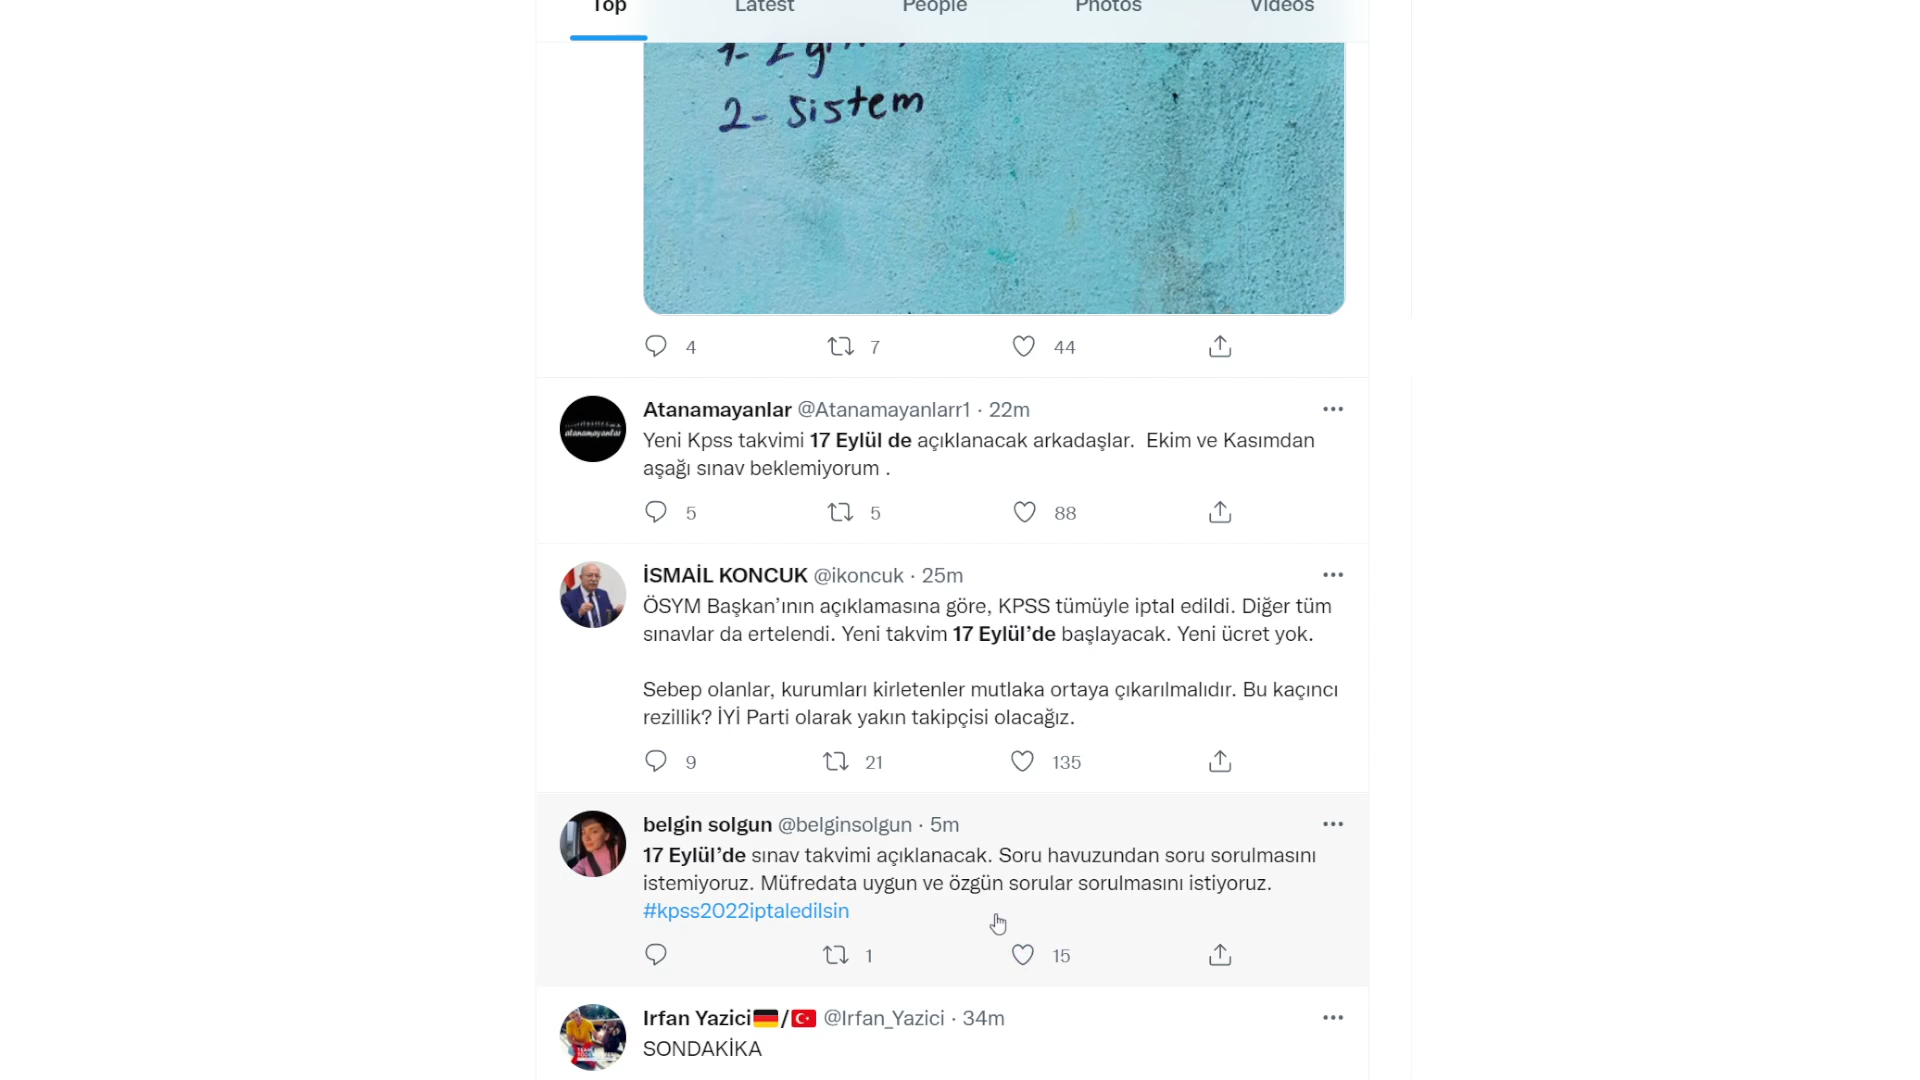 Top Latest People Photos Videos
2- Sistem
4 7 44
Atanamayanlar @Atanamayanlarr1 · 22m
Yeni Kpss takvimi 17 Eylül de açıklanacak arkadaşlar. Ekim ve Kasımdan
aşağı sınav beklemiyorum .
5 5 88
İSMAİL KONCUK @ikoncuk · 25m
ÖSYM Başkan’ının açıklamasına göre, KPSS tümüyle iptal edildi. Diğer tüm
sınavlar da ertelendi. Yeni takvim 17 Eylül’de başlayacak. Yeni ücret yok.
Sebep olanlar, kurumları kirletenler mutlaka ortaya çıkarılmalıdır. Bu kaçıncı
rezillik? İYİ Parti olarak yakın takipçisi olacağız.
9 21 135
belgin solgun @belginsolgun · 5m
17 Eylül’de sınav takvimi açıklanacak. Soru havuzundan soru sorulmasını
istemiyoruz. Müfredata uygun ve özgün sorular sorulmasını istiyoruz.
#kpss2022iptaledilsin
1 15
Irfan Yazici🇩🇪/🇹🇷 @Irfan_Yazici · 34m
SONDAKİKA